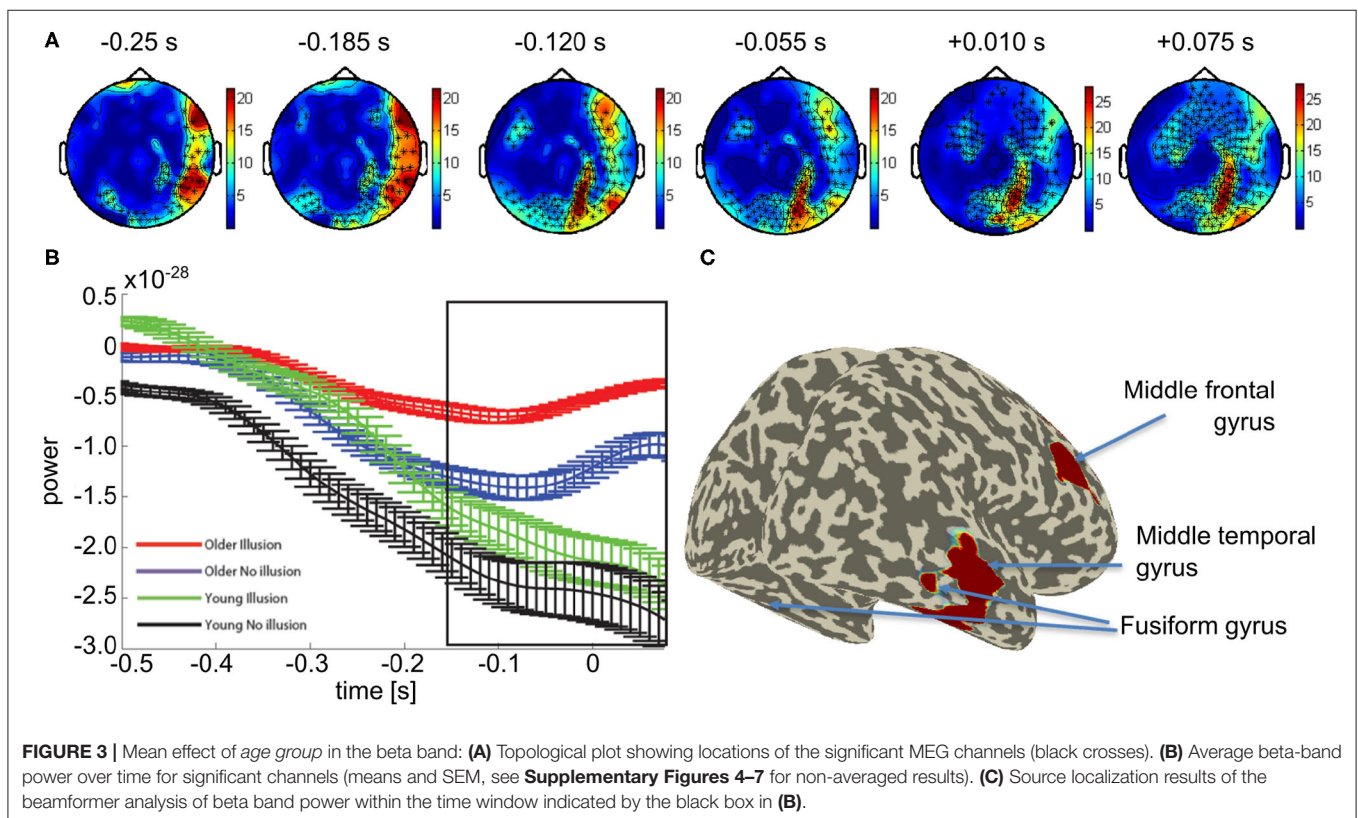 A
-0.25 s
-0.185 s
-0.120 s
-0.055 s
+0.010 s
+0.075 s
20
15
10
5
20
15
10
5
20
15
10
5
20
15
10
5
25
20
15
10
5
25
20
15
10
5
B
x10-28
0.5
0
-0.5
-1.0
-1.5
-2.0
-2.5
-3.0
power
Older Illusion
Older No illusion
Young Illusion
Young No illusion
-0.5
-0.4
-0.3
-0.2
-0.1
0
time [s]
C
Middle frontal
gyrus
Middle temporal
gyrus
Fusiform gyrus
FIGURE 3 | Mean effect of age group in the beta band: (A) Topological plot showing locations of the significant MEG channels (black crosses). (B) Average beta-band
power over time for significant channels (means and SEM, see Supplementary Figures 4–7 for non-averaged results). (C) Source localization results of the
beamformer analysis of beta band power within the time window indicated by the black box in (B).